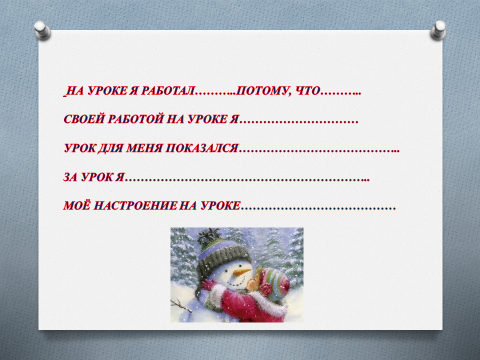 НА УРОКЕ Я РАБОТАЛ………..ПОТОМУ, ЧТО………..
СВОЕЙ РАБОТОЙ НА УРОКЕ Я…………………………
УРОК ДЛЯ МЕНЯ ПОКАЗАЛСЯ…………………………………..
ЗА УРОК Я……………………………………………………..
МОЁ НАСТРОЕНИЕ НА УРОКЕ…………………………………